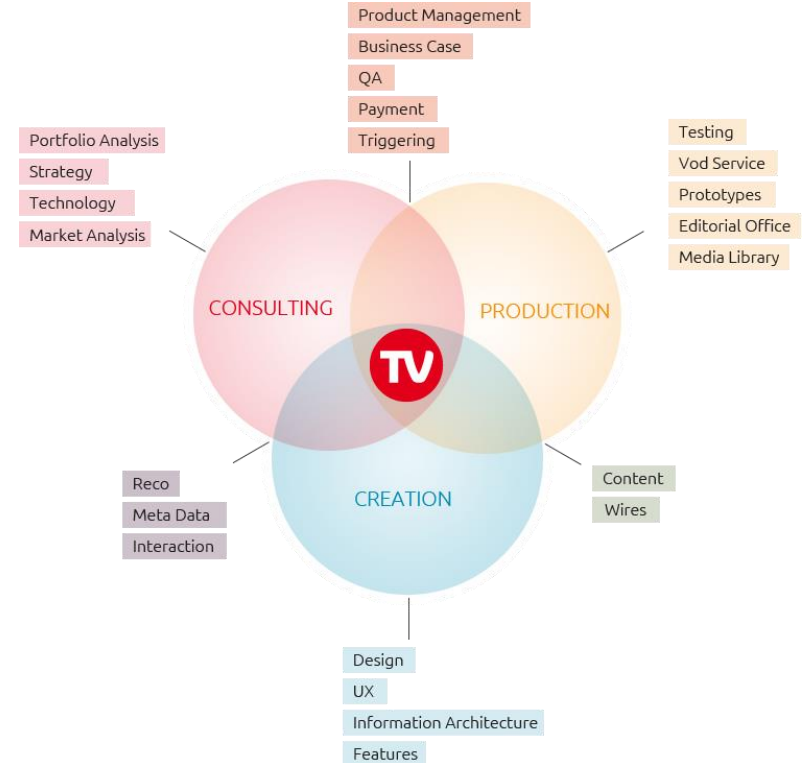 Product Management
Business Case
QA
Payment
Triggering
Portfolio Analysis
Strategy
Technology
Market Analysis
Testing
Vod Service
Prototypes
Editorial Office
Media Library
CONSULTING
PRODUCTION
TV
CREATION
Reco
Meta Data
Interaction
Content
Wires
Design
UX
Information Architecture
Features